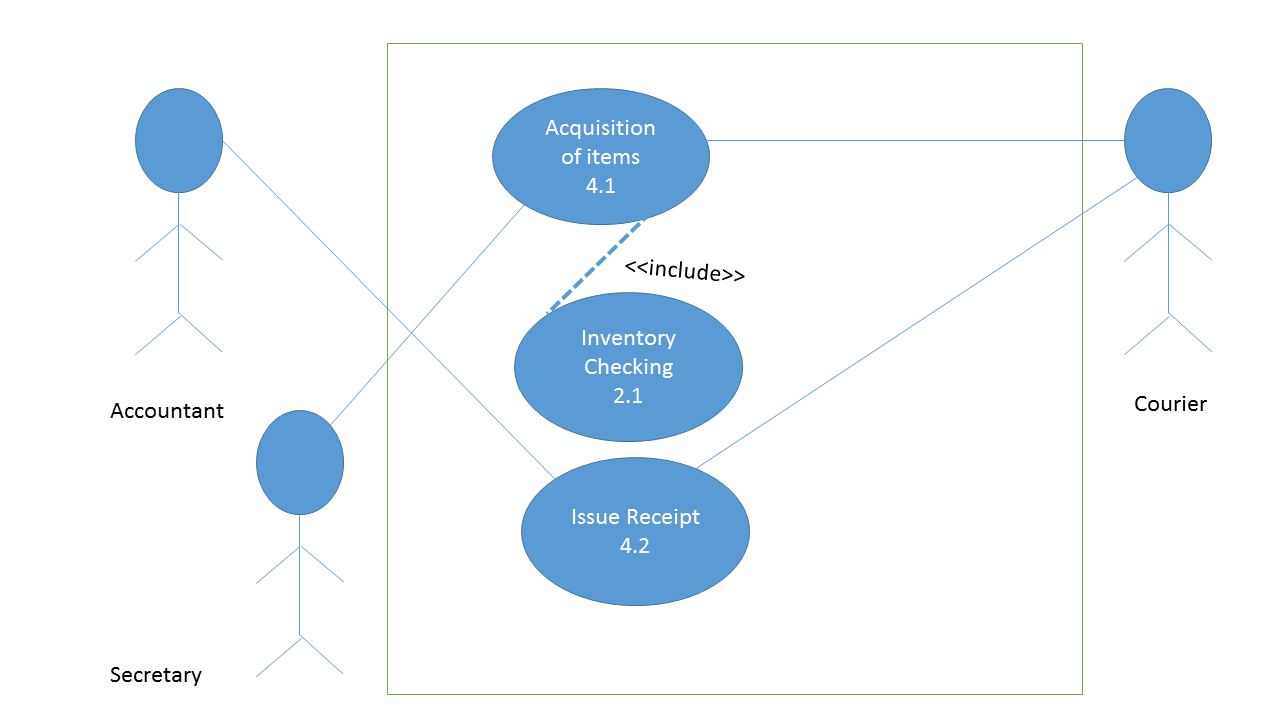 Acquisition
of items
4.1
<<include>>
Inventory
Checking
2.1
Accountant
Courier
Issue Receipt
4.2
Secretary